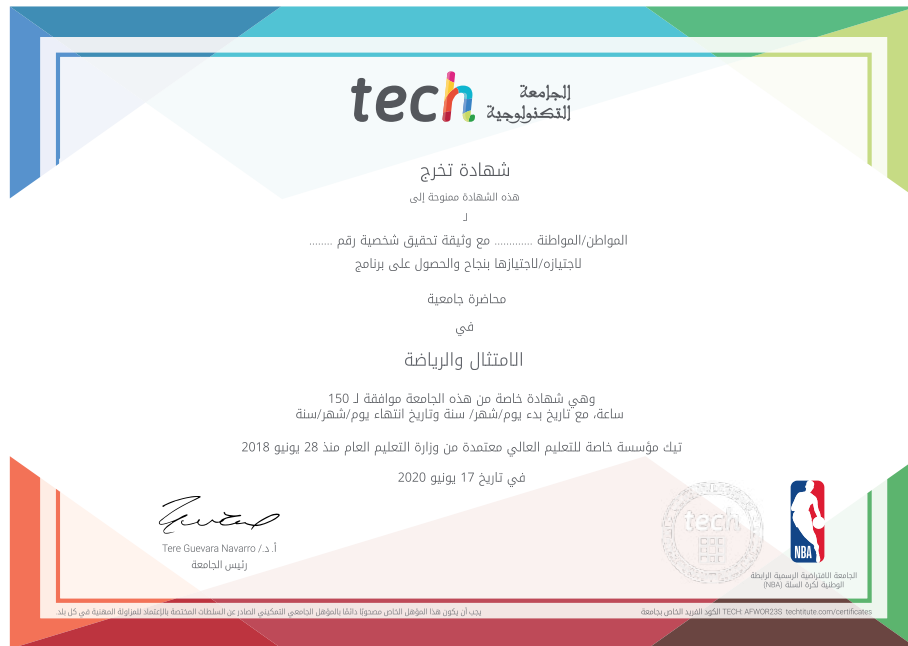 tech الجامعة
التكنولوجية
شهادة تخرج
هذه الشهادة ممنوحة إلى
لـ
المواطن/المواطنة ............. مع وثيقة تحقيق شخصية رقم ........
لاجتيازه/لاجتيازها بنجاح والحصول على برنامج
محاضرة جامعية
في
الامتثال والرياضة
وهي شهادة خاصة من هذه الجامعة موافقة لـ 150
ساعة، مع تاريخ بدء يوم/شهر/ سنة وتاريخ انتهاء يوم/شهر/سنة
تيك مؤسسة خاصة للتعليم العالي معتمدة من وزارة التعليم العام منذ 28 يونيو 2018
في تاريخ 17 يونيو 2020
tech
NBA
أ.د./ Tere Guevara Navarro
رئيس الجامعة
الجامعة الافتراضية الرسمية الرابطة
الوطنية لكرة السلة (NBA)
يجب أن يكون هذا المؤهل الخاص مصحوبًا دائمًا بالمؤهل الجامعي التمكيني الصادر عن السلطات المختصة بالإعتماد للمزاولة المهنية في كل بلد.
الكود الفريد الخاص بجامعة TECH: AFWOR23S techtitute.com/certificates